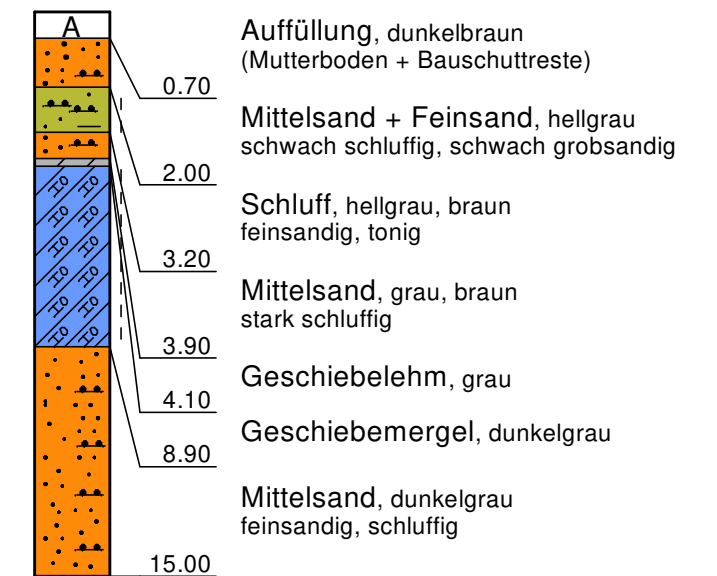 A
Auffüllung, dunkelbraun
(Mutterboden + Bauschuttreste)
0.70
Mittelsand + Feinsand, hellgrau
schwach schluffig, schwach grobsandig
2.00
Schluff, hellgrau, braun
feinsandig, tonig
3.20
Mittelsand, grau, braun
stark schluffig
3.90
Geschiebelehm, grau
4.10
Geschiebemergel, dunkelgrau
8.90
Mittelsand, dunkelgrau
feinsandig, schluffig
15.00